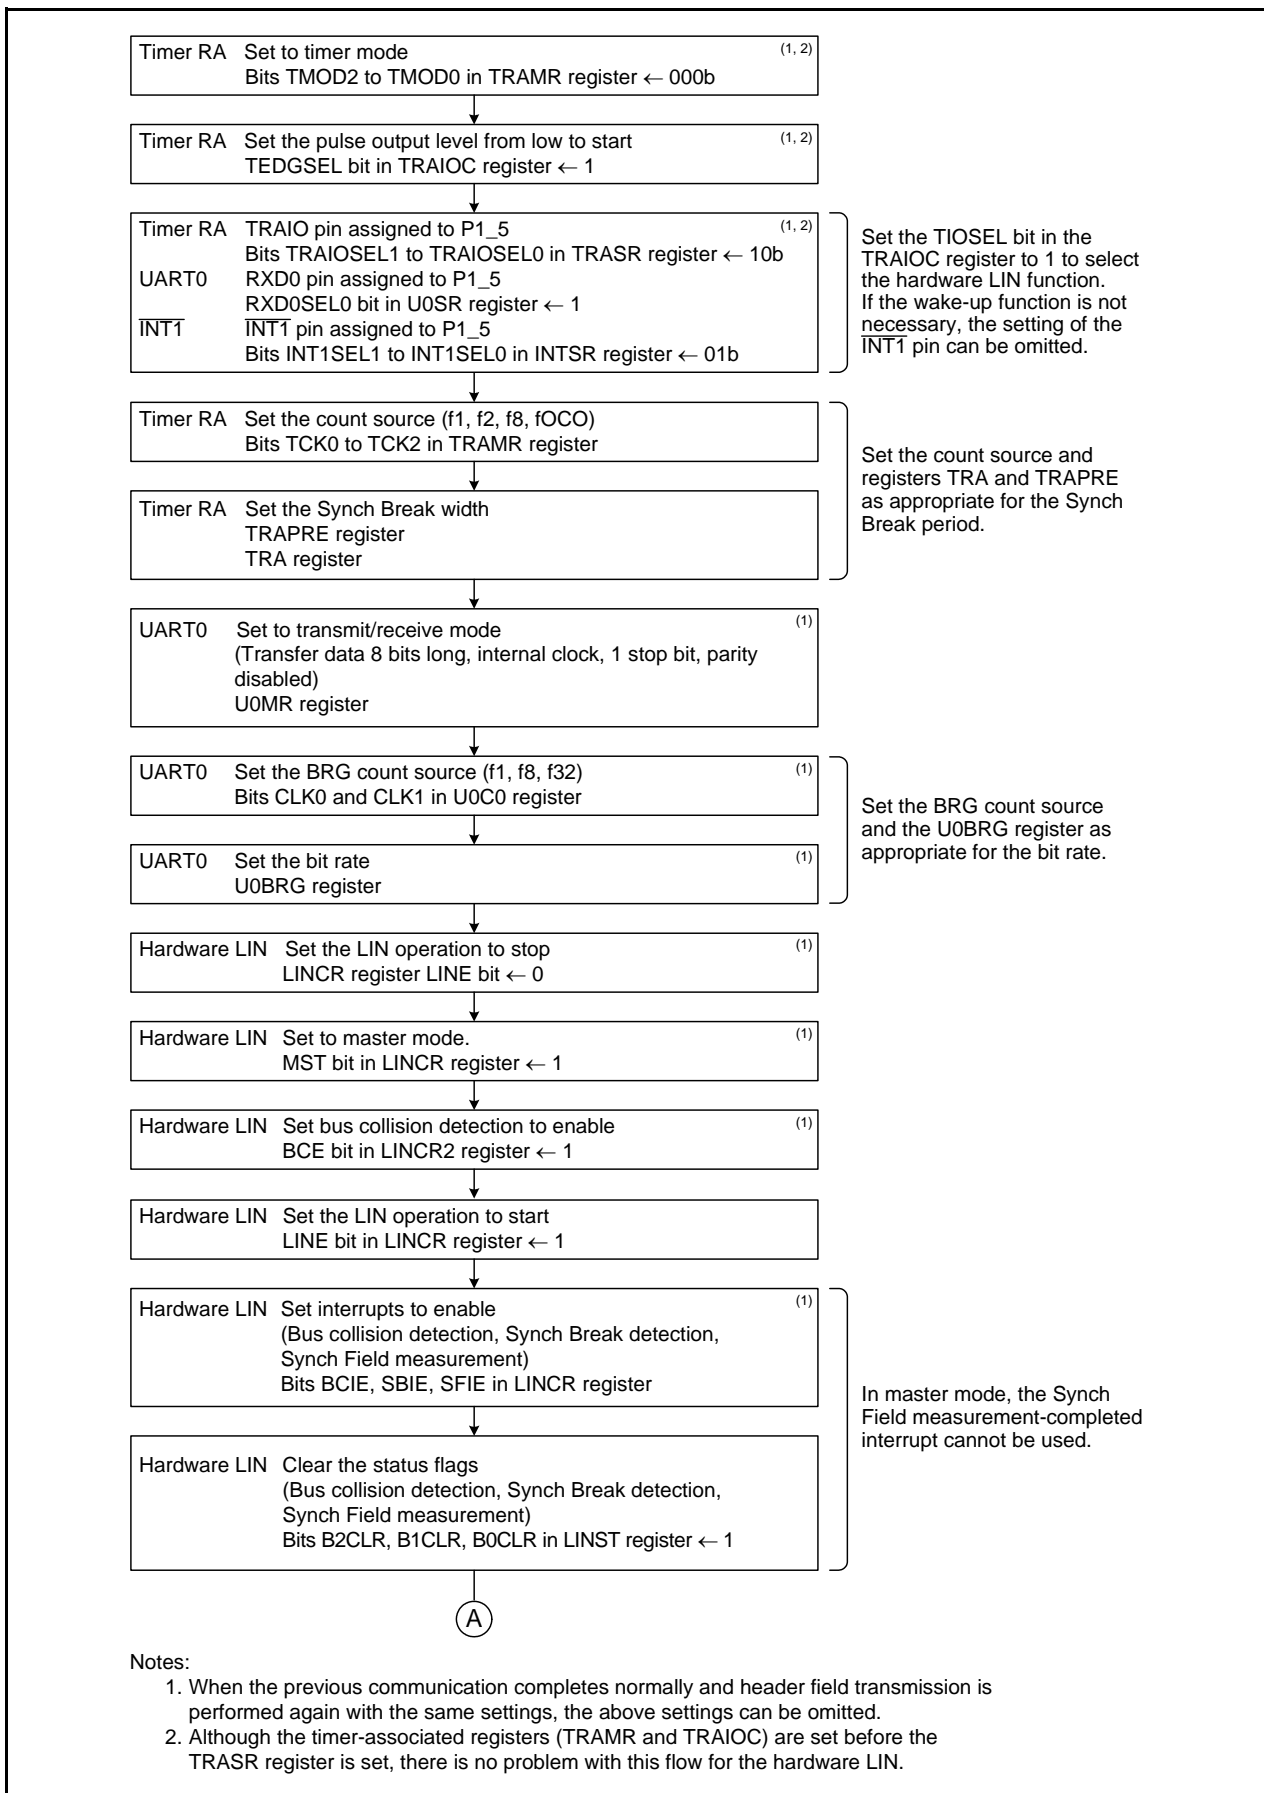 Timer RA Set to timer mode (1, 2)
Bits TMOD2 to TMOD0 in TRAMR register ← 000b
Timer RA Set the pulse output level from low to start (1, 2)
TEDGSEL bit in TRAIOC register ← 1
Timer RA TRAIO pin assigned to P1_5 (1, 2)
Bits TRAIOSEL1 to TRAIOSEL0 in TRASR register ← 10b
UART0 RXD0 pin assigned to P1_5
RXD0SEL0 bit in U0SR register ← 1
INT1 INT1 pin assigned to P1_5
Bits INT1SEL1 to INT1SEL0 in INTSR register ← 01b
Set the TIOSEL bit in the
TRAIOC register to 1 to select
the hardware LIN function.
If the wake-up function is not
necessary, the setting of the
INT1 pin can be omitted.
Timer RA Set the count source (f1, f2, f8, fOCO)
Bits TCK0 to TCK2 in TRAMR register
Timer RA Set the Synch Break width
TRAPRE register
TRA register
Set the count source and
registers TRA and TRAPRE
as appropriate for the Synch
Break period.
UART0 Set to transmit/receive mode (1)
(Transfer data 8 bits long, internal clock, 1 stop bit, parity
disabled)
U0MR register
UART0 Set the BRG count source (f1, f8, f32) (1)
Bits CLK0 and CLK1 in U0C0 register
UART0 Set the bit rate (1)
U0BRG register
Set the BRG count source
and the U0BRG register as
appropriate for the bit rate.
Hardware LIN Set the LIN operation to stop (1)
LINCR register LINE bit ← 0
Hardware LIN Set to master mode. (1)
MST bit in LINCR register ← 1
Hardware LIN Set bus collision detection to enable (1)
BCE bit in LINCR2 register ← 1
Hardware LIN Set the LIN operation to start
LINE bit in LINCR register ← 1
Hardware LIN Set interrupts to enable (1)
(Bus collision detection, Synch Break detection,
Synch Field measurement)
Bits BCIE, SBIE, SFIE in LINCR register
Hardware LIN Clear the status flags
(Bus collision detection, Synch Break detection,
Synch Field measurement)
Bits B2CLR, B1CLR, B0CLR in LINST register ← 1
In master mode, the Synch
Field measurement-completed
interrupt cannot be used.
A
Notes:
1. When the previous communication completes normally and header field transmission is
performed again with the same settings, the above settings can be omitted.
2. Although the timer-associated registers (TRAMR and TRAIOC) are set before the
TRASR register is set, there is no problem with this flow for the hardware LIN.